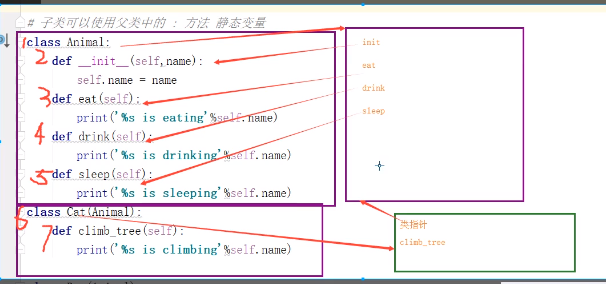 # 子类可以使用父类中的 : 方法 静态变量
1 class Animal:
2 def __init__(self,name):
self.name = name
3 def eat(self):
print('%s is eating'%self.name)
4 def drink(self):
print('%s is drinking'%self.name)
5 def sleep(self):
print('%s is sleeping'%self.name)
6 class Cat(Animal):
7 def climb_tree(self):
print('%s is climbing'%self.name)
init
eat
drink
sleep
类指针
climb_tree